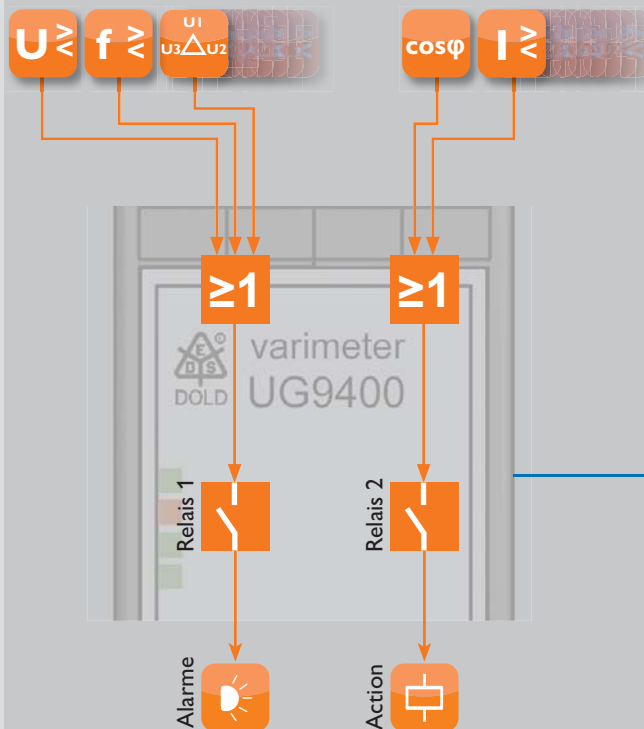 U ≷ f ≷ U1 U3 U2 cosφ I ≷
≥1 ≥1
E D S DOLD
varimeter
UG9400
Relais 1 Relais 2
Alarme Action